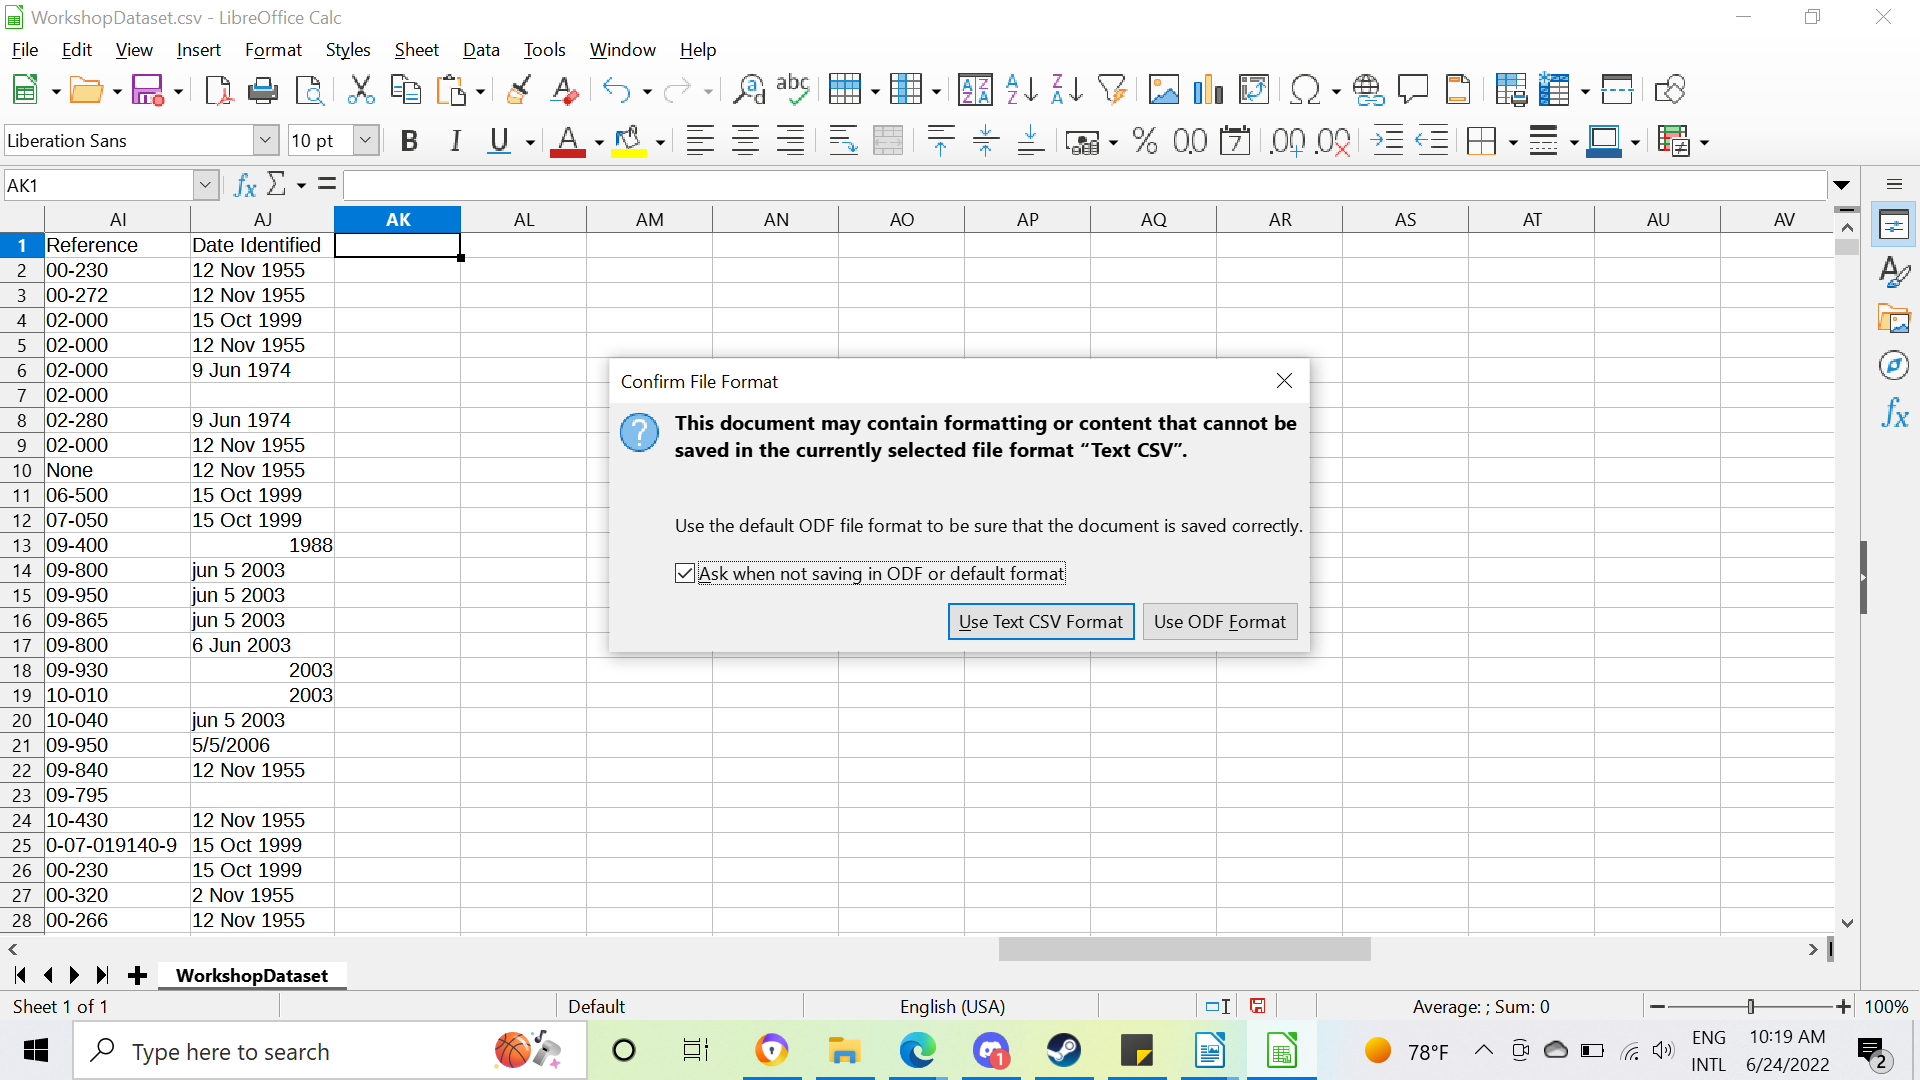 WorkshopDataset.csv - LibreOffice Calc
File Edit View Insert Format Styles Sheet Data Tools Window Help
Liberation Sans 10 pt
AK1
AI AJ AK AL AM AN AO AP AQ AR AS AT AU AV
1 Reference Date Identified
2 00-230 12 Nov 1955
3 00-272 12 Nov 1955
4 02-000 15 Oct 1999
5 02-000 12 Nov 1955
6 02-000 9 Jun 1974
7 02-000
8 02-280 9 Jun 1974
9 02-000 12 Nov 1955
10 None 12 Nov 1955
11 06-500 15 Oct 1999
12 07-050 15 Oct 1999
13 09-400 1988
14 09-800 jun 5 2003
15 09-950 jun 5 2003
16 09-865 jun 5 2003
17 09-800 6 Jun 2003
18 09-930 2003
19 10-010 2003
20 10-040 jun 5 2003
21 09-950 5/5/2006
22 09-840 12 Nov 1955
23 09-795
24 10-430 12 Nov 1955
25 0-07-019140-9 15 Oct 1999
26 00-230 15 Oct 1999
27 00-320 2 Nov 1955
28 00-266 12 Nov 1955
Confirm File Format
This document may contain formatting or content that cannot be
saved in the currently selected file format “Text CSV”.
Use the default ODF file format to be sure that the document is saved correctly.
Ask when not saving in ODF or default format
Use Text CSV Format Use ODF Format
WorkshopDataset
Sheet 1 of 1 Default English (USA) Average: ; Sum: 0 100%
Type here to search 1 78°F ENG 10:19 AM
INTL 6/24/2022 2